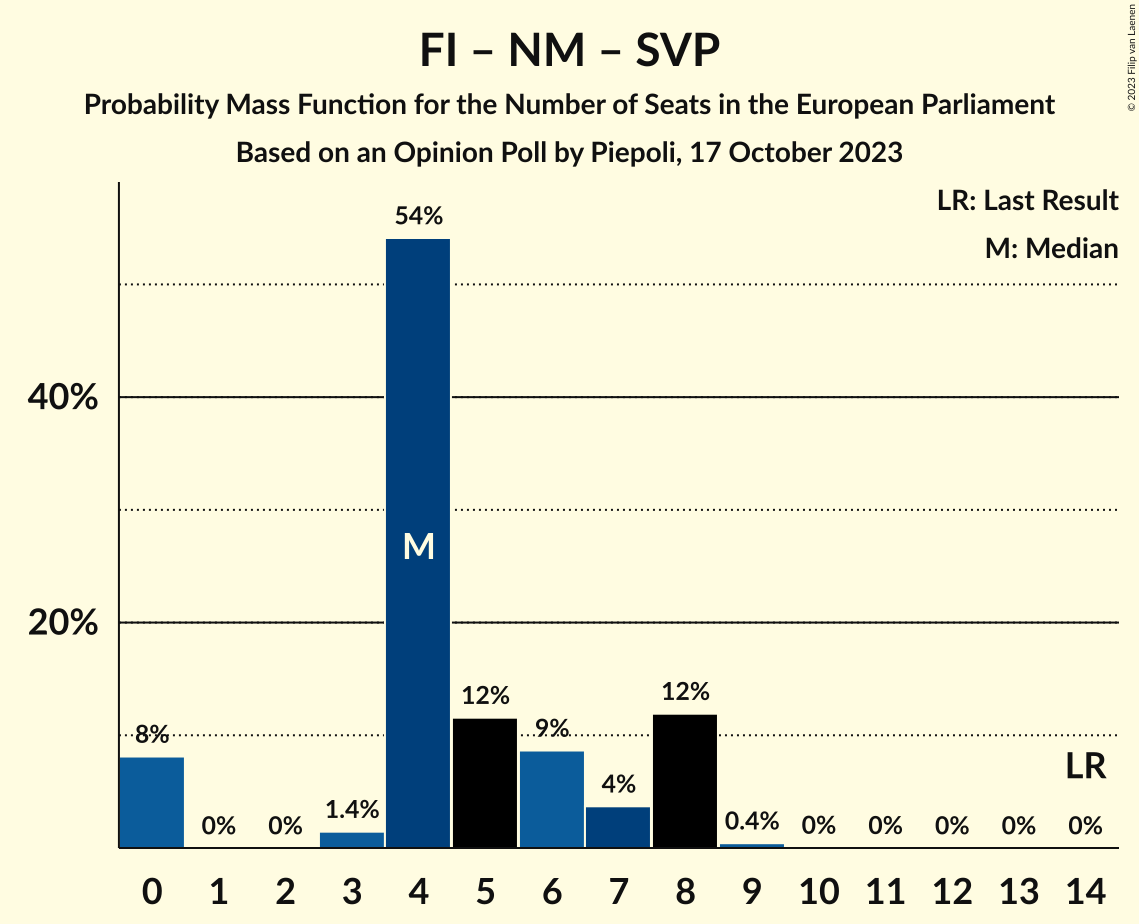 FI – NM – SVP
Probability Mass Function for the Number of Seats in the European Parliament
Based on an Opinion Poll by Piepoli, 17 October 2023
© 2023 Filip van Laenen
LR: Last Result
M: Median
54%
40%
M
20%
12%
12%
8%
9%
LR
1.4%
4%
0%
0%
0.4%
0%
0%
0%
0%
0%
0 1 2 3 4 5 6 7 8 9 10 11 12 13 14